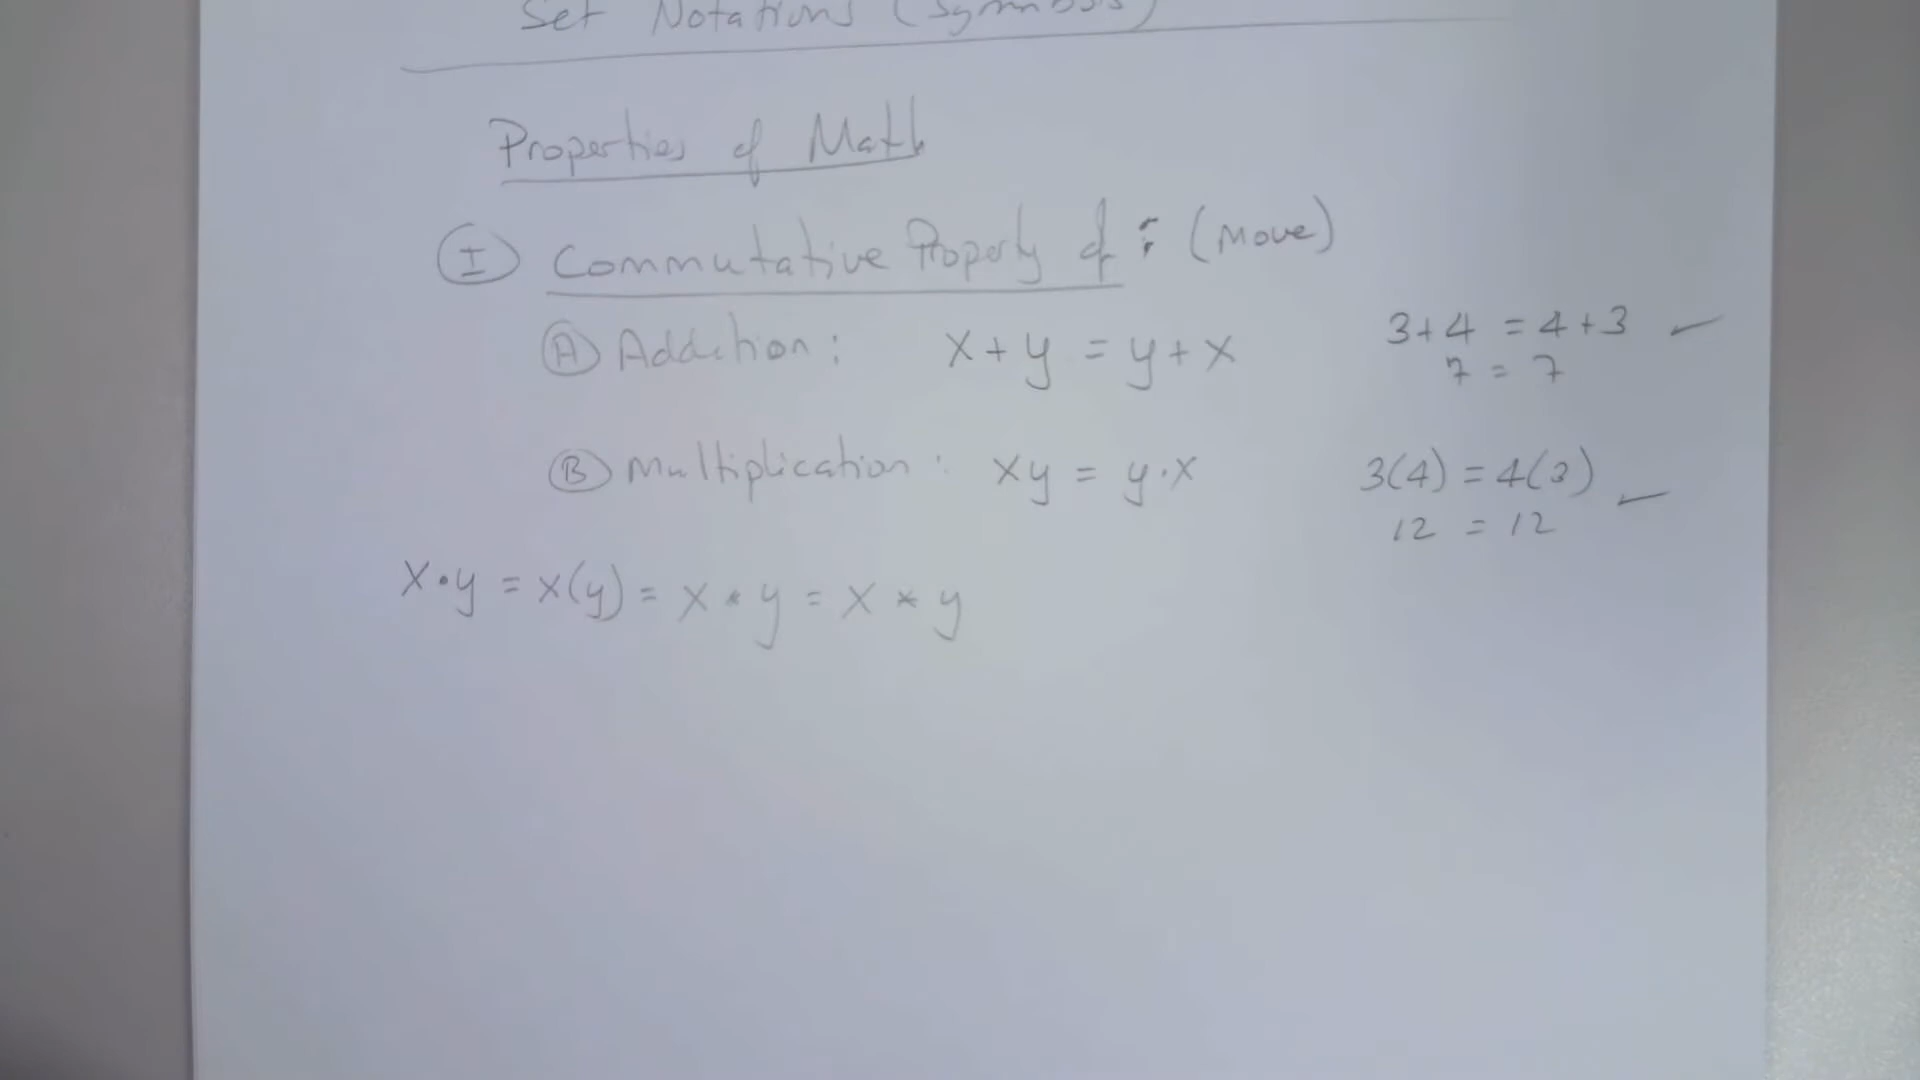 Set Notations (Symbols)
Properties of Math
I Commutative Property of : (Move)
A Addition : x + y = y + x 3+4 = 4+3 ✓
7 = 7
B Multiplication : xy = y·x 3(4) = 4(3) ✓
12 = 12
x·y = x(y) = x * y = x * y